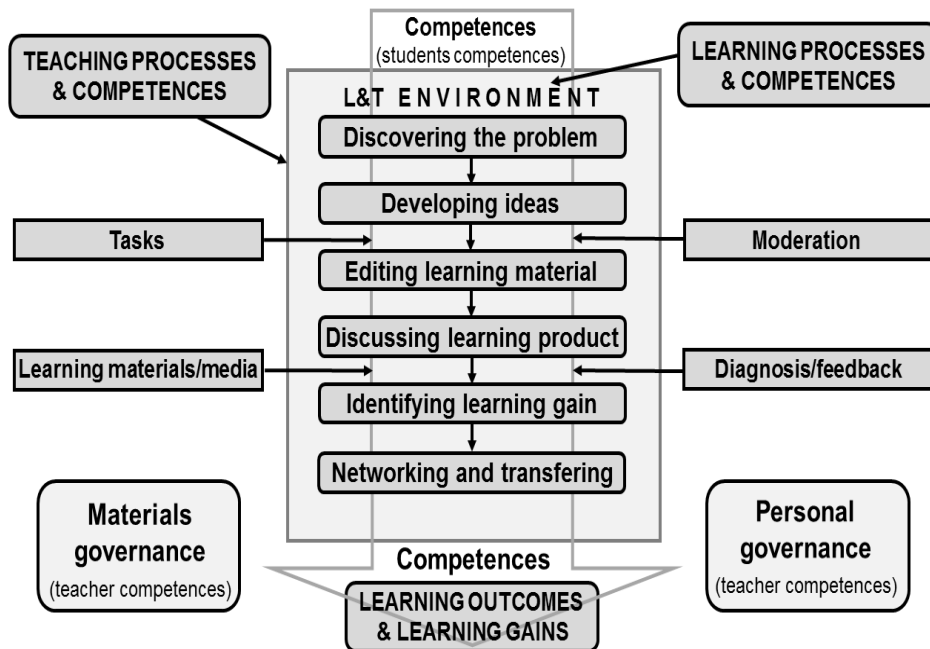 Competences
(students competences)
TEACHING PROCESSES
& COMPETENCES
LEARNING PROCESSES
& COMPETENCES
L&T ENVIRONMENT
Discovering the problem
Developing ideas
Tasks
Moderation
Editing learning material
Discussing learning product
Learning materials/media
Diagnosis/feedback
Identifying learning gain
Networking and transfering
Materials
governance
(teacher competences)
Personal
governance
(teacher competences)
Competences
LEARNING OUTCOMES
& LEARNING GAINS